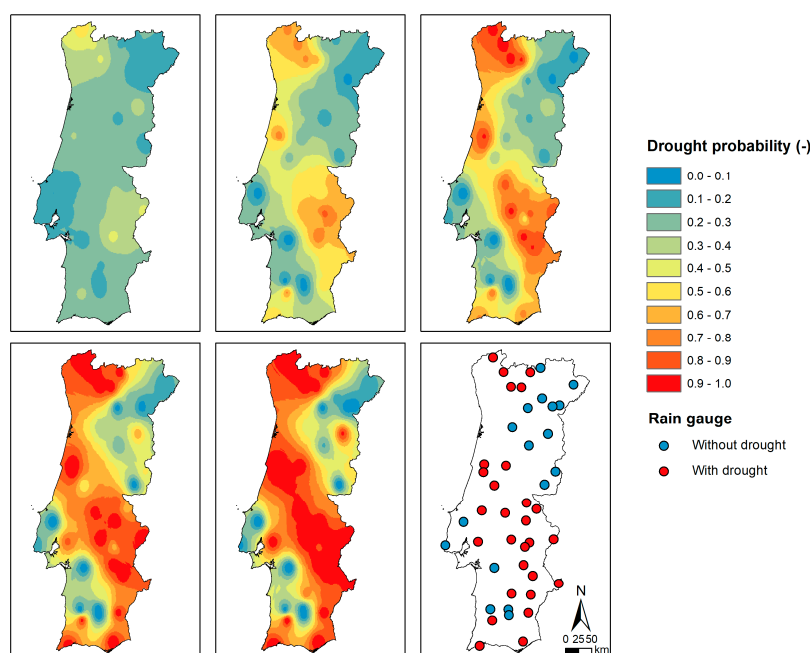 Drought probability (-)
0.0 - 0.1
0.1 - 0.2
0.2 - 0.3
0.3 - 0.4
0.4 - 0.5
0.5 - 0.6
0.6 - 0.7
0.7 - 0.8
0.8 - 0.9
0.9 - 1.0
Rain gauge
Without drought
With drought
N
0 25 50
km